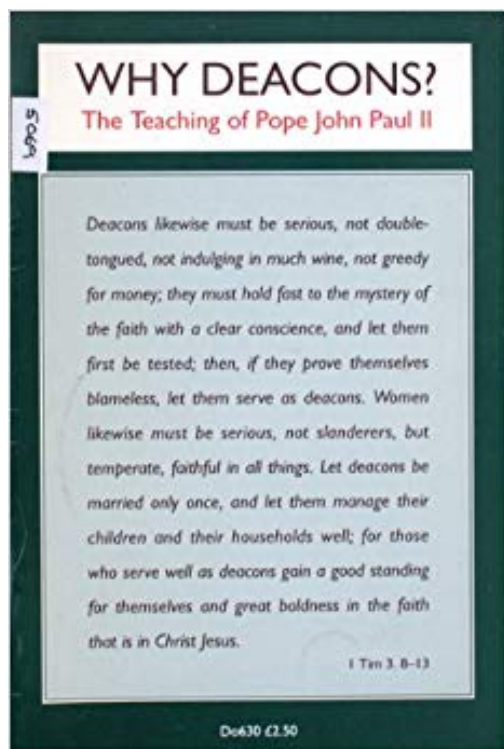 WHY DEACONS?
The Teaching of Pope John Paul II
5069
Deacons likewise must be serious, not double-
tongued, not indulging in much wine, not greedy
for money; they must hold fast to the mystery of
the faith with a clear conscience, and let them
first be tested; then, if they prove themselves
blameless, let them serve as deacons. Women
likewise must be serious, not slanderers, but
temperate, faithful in all things. Let deacons be
married only once, and let them manage their
children and their households well; for those
who serve well as deacons gain a good standing
for themselves and great boldness in the faith
that is in Christ Jesus.
1 Tim 3. 8-13
Do630 £2.50